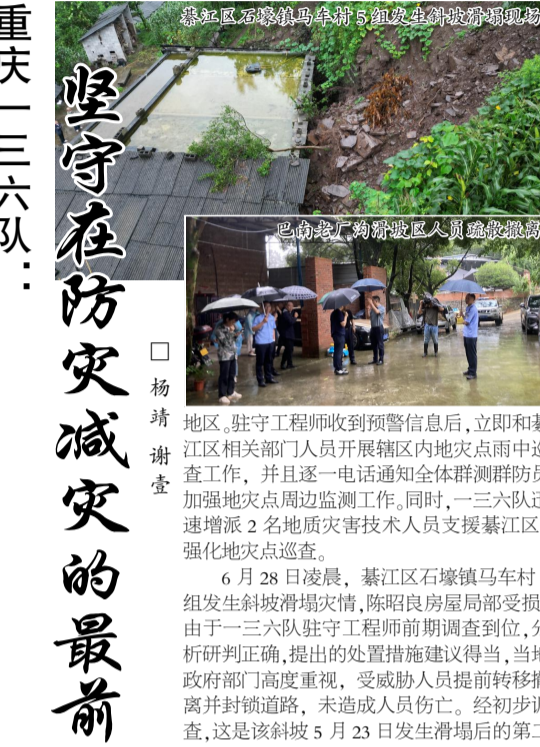 重庆一三六队：
坚守在防灾减灾的最前
□ 杨靖 谢壹
綦江区石壕镇马车村5组发生斜坡滑塌现场
巴南老厂沟滑坡区人员疏散撤离
地区。驻守工程师收到预警信息后，立即和綦
江区相关部门人员开展辖区内地灾点雨中巡
查工作，并且逐一电话通知全体群测群防员
加强地灾点周边监测工作。同时，一三六队迅
速增派2名地质灾害技术人员支援綦江区
强化地灾点巡查。
6月28日凌晨，綦江区石壕镇马车村
组发生斜坡滑塌灾情，陈昭良房屋局部受损
由于一三六队驻守工程师前期调查到位，分
析研判正确，提出的处置措施建议得当，当地
政府部门高度重视，受威胁人员提前转移撤
离并封锁道路，未造成人员伤亡。经初步调
查，这是该斜坡5月23日发生滑塌后的第二